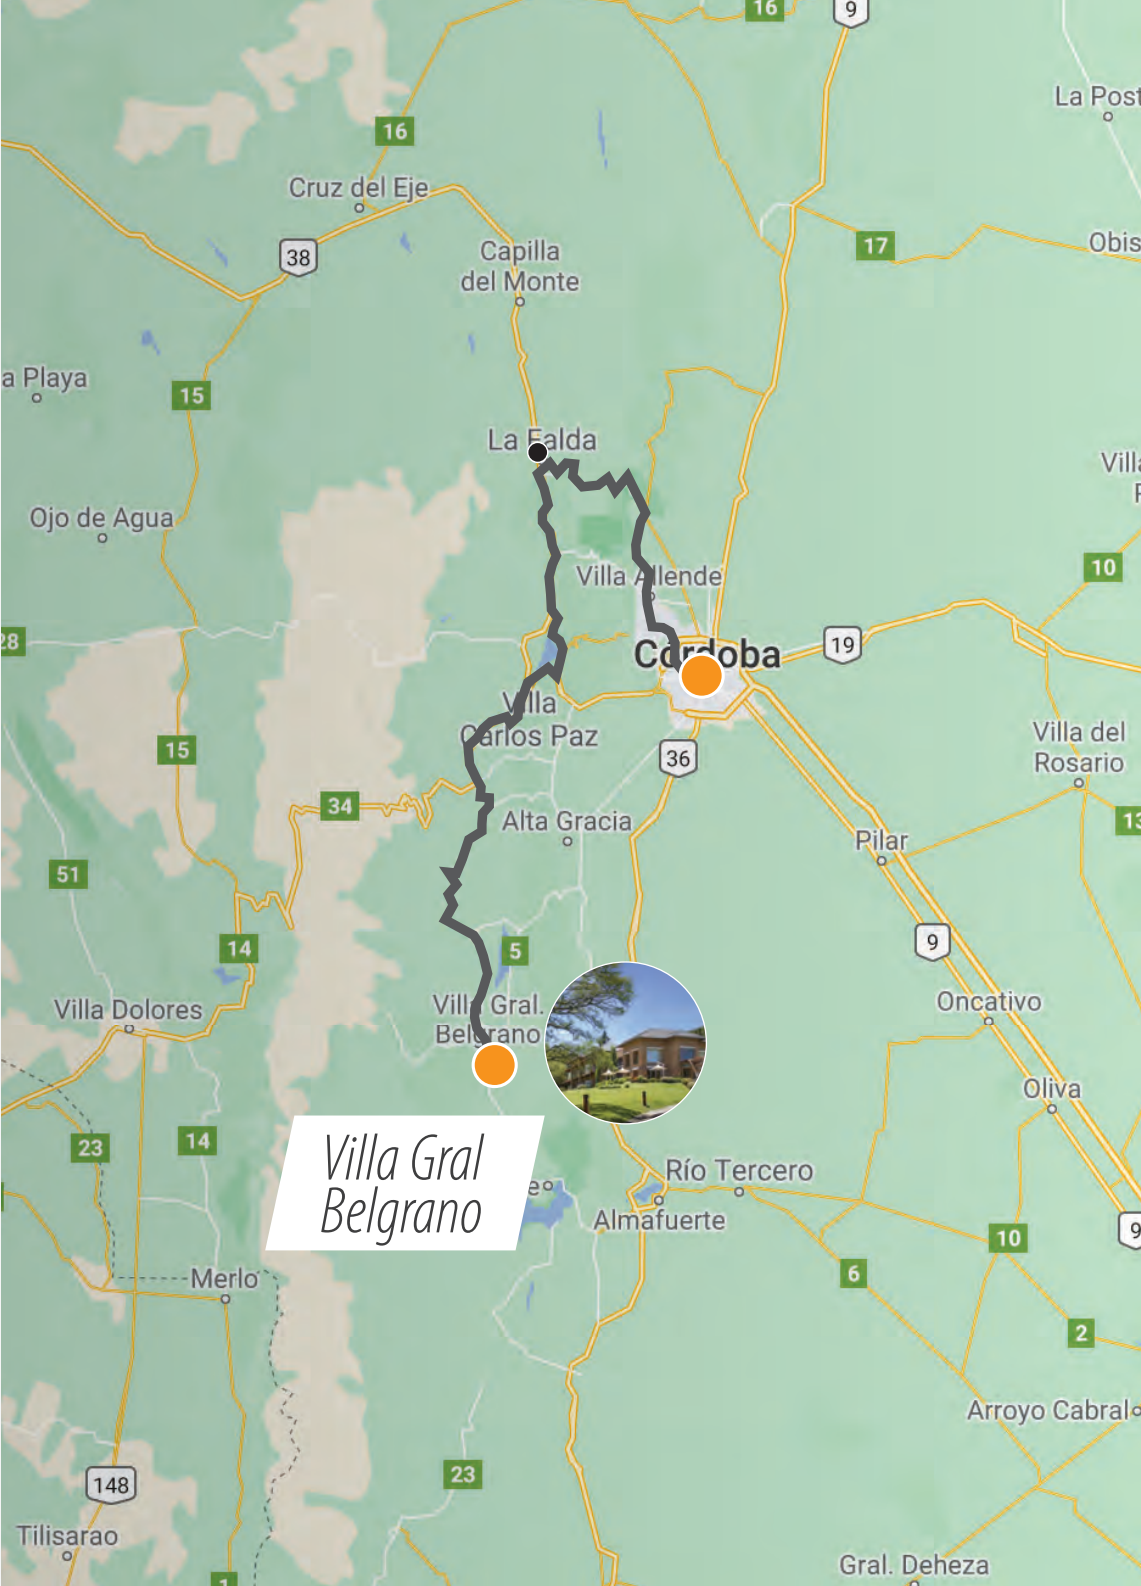 16
9
La Post
16
Cruz del Eje
17
Obis
38
Capilla
del Monte
a Playa
15
La Falda
Villa
Ojo de Agua
10
Villa Allende
28
19
Córdoba
Villa
Carlos Paz
Villa del
Rosario
15
36
34
Alta Gracia
13
Pilar
51
14
5
9
Villa Dolores
Villa Gral.
Belgrano
Oncativo
Oliva
23
14
Villa Gral
Belgrano
Río Tercero
e
Almafuerte
10
9
6
Merlo
2
Arroyo Cabral
23
148
Tilisarao
Gral. Deheza
1